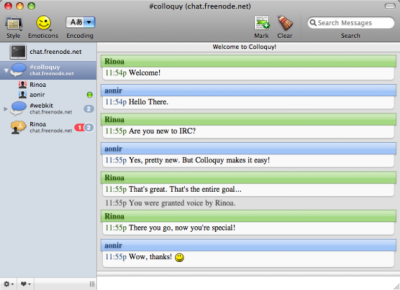 #colloquy (chat.freenode.net)
Aあ
Style Emoticons Encoding Mark Clear Search
Search Messages
Welcome to Colloquy!
chat.freenode.net
#colloquy
chat.freenode.net
Rinoa
aonir
#webkit
chat.freenode.net
2
Rinoa
chat.freenode.net
1 2
Rinoa
11:54p Welcome!
aonir
11:54p Hello There.
Rinoa
11:55p Are you new to IRC?
aonir
11:55p Yes, pretty new. But Colloquy makes it easy!
Rinoa
11:55p That's great. That's the entire goal...
11:55p You were granted voice by Rinoa.
Rinoa
11:55p There you go, now you're special!
aonir
11:55p Wow, thanks!